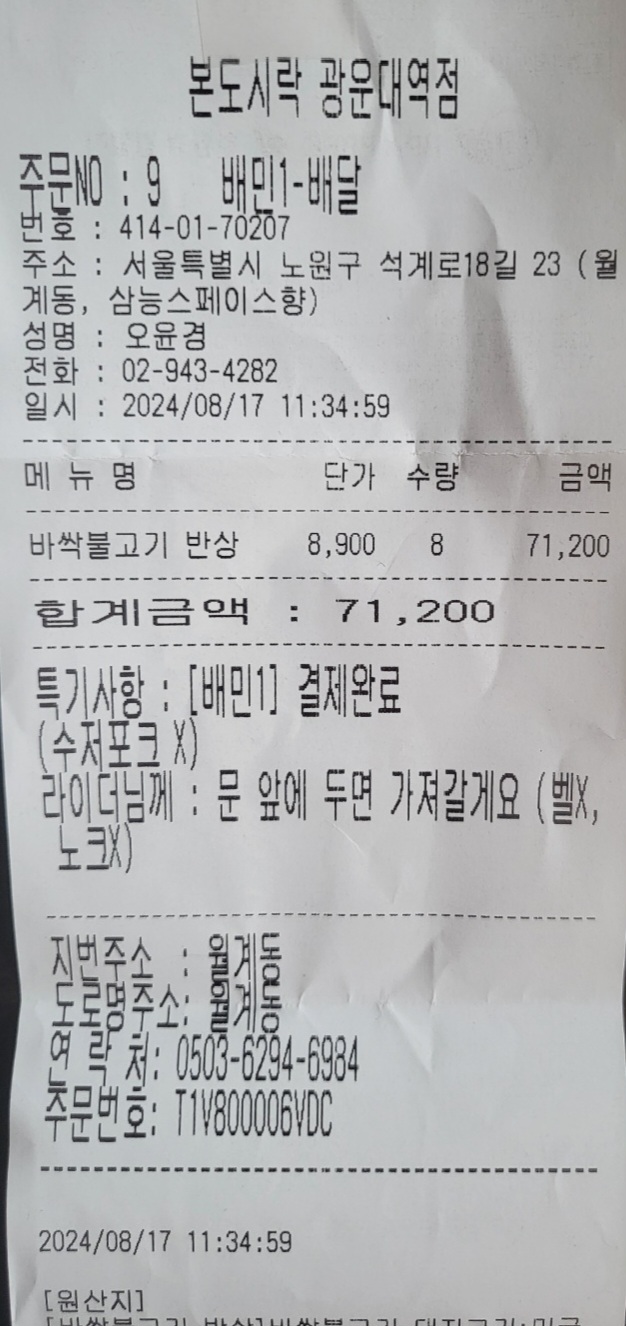 본도시락 광운대역점
주문NO : 9 배민1-배달
번호 : 414-01-70207
주소 : 서울특별시 노원구 석계로18길 23 (월
계동, 삼능스페이스향)
성명 : 오윤경
전화 : 02-943-4282
일시 : 2024/08/17 11:34:59
메 뉴 명 단가 수량 금액
바싹불고기 반상 8,900 8 71,200
합계금액 : 71,200
특기사항 : [배민1] 결제완료
(수저포크 X)
라이더님께 : 문 앞에 두면 가져갈게요 (벨X,
노크X)
지번주소 : 월계동
도로명주소: 월계동
연 락 처: 0503-6294-6984
주문번호: T1V800006VDC
2024/08/17 11:34:59
[원산지]